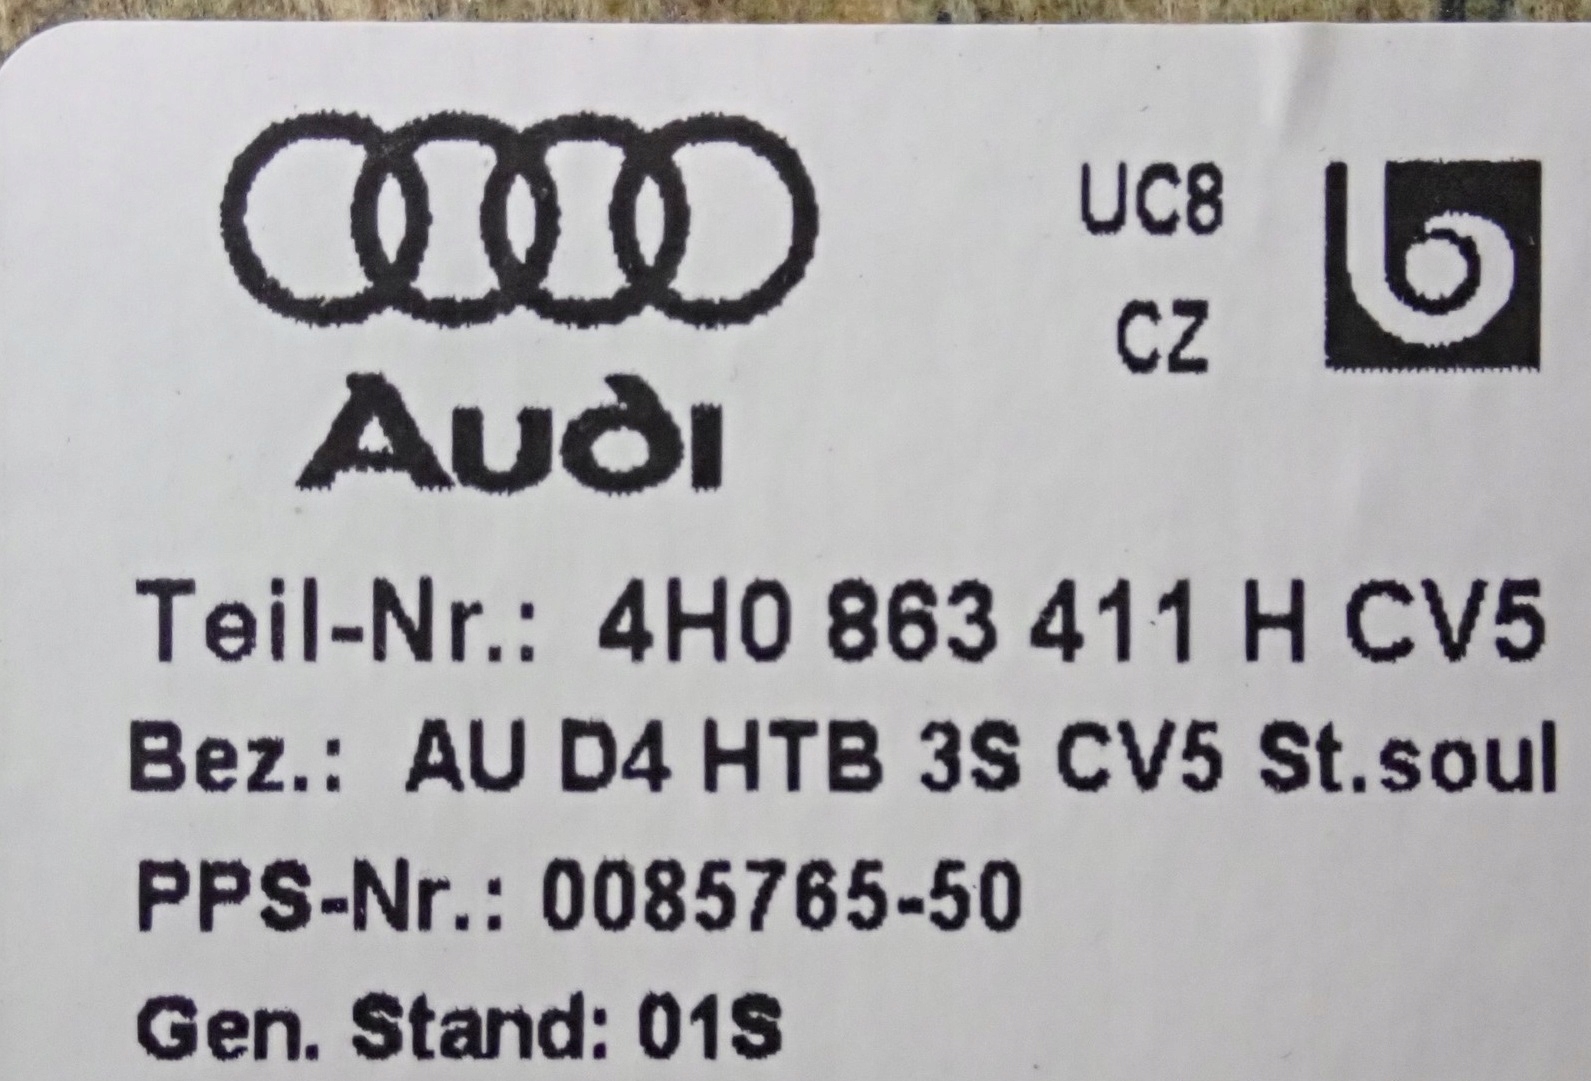 UC8
CZ
Audi
Teil-Nr.: 4H0 863 411 H CV5
Bez.: AU D4 HTB 3S CV5 St.soul
PPS-Nr.: 0085765-50
Gen. Stand: 01S